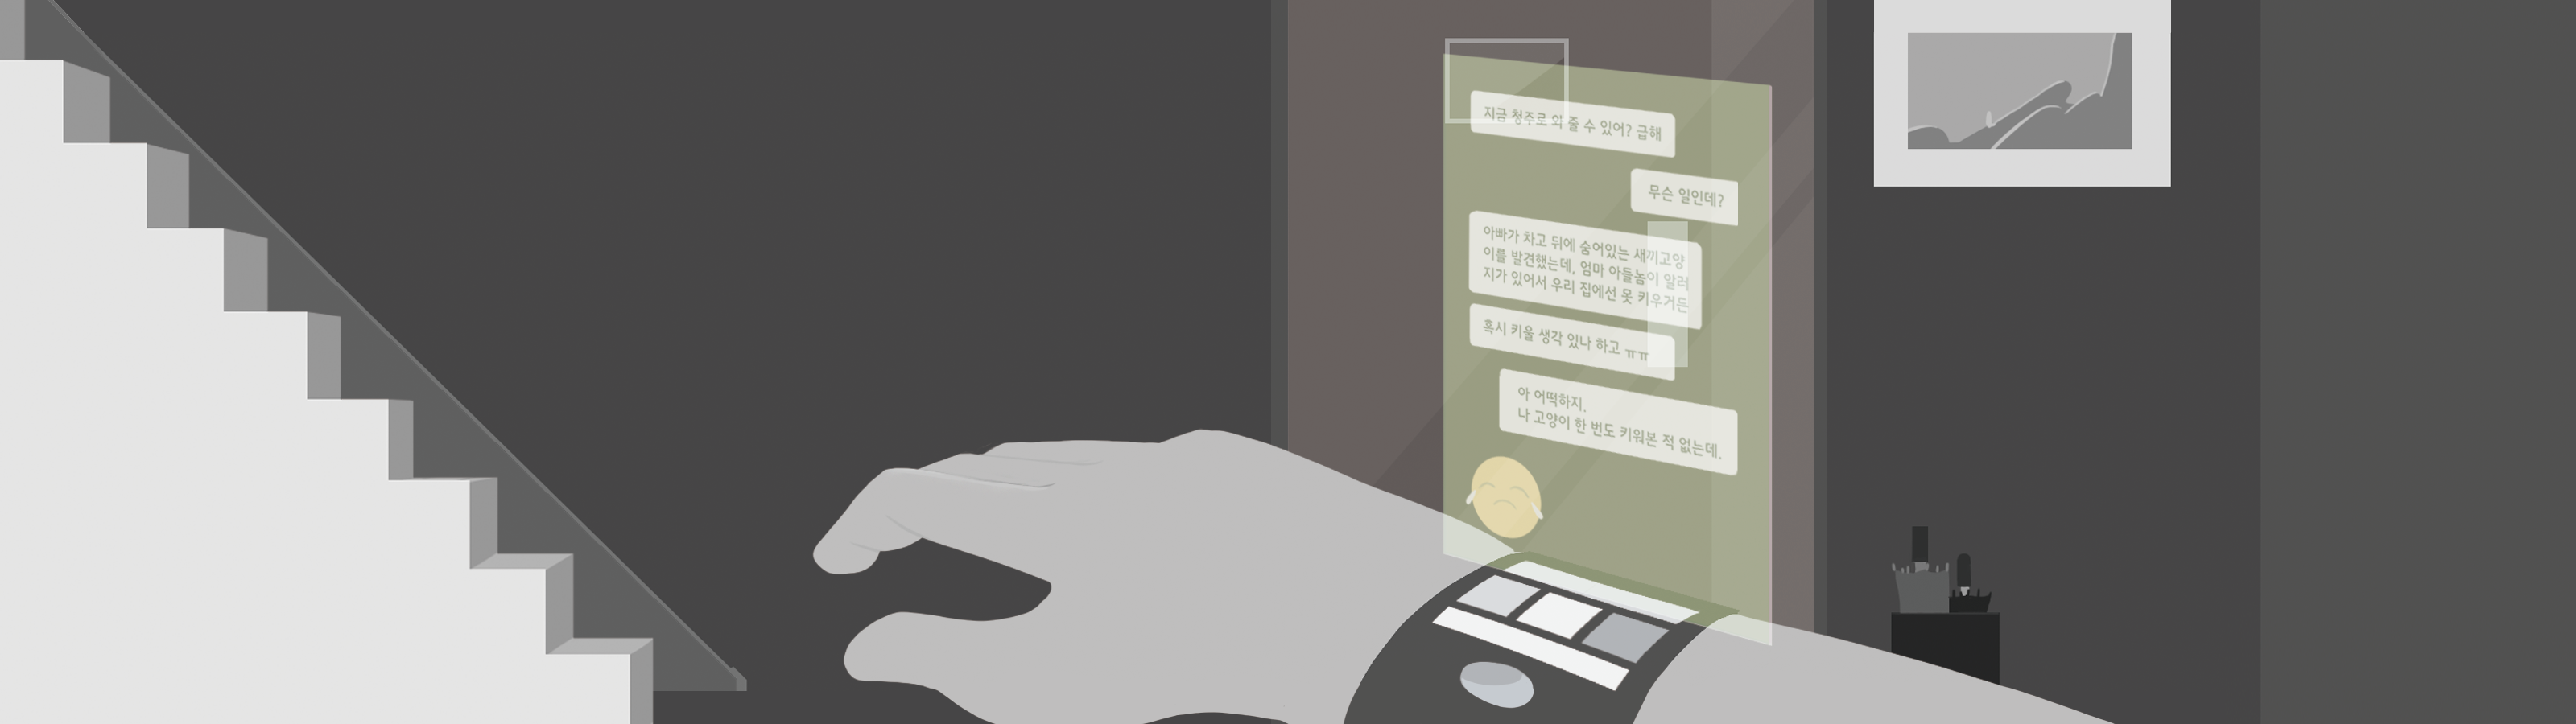 지금 청주로 와 줄 수 있어? 급해
무슨 일인데?
아빠가 차고 뒤에 숨어있는 새끼고양
이를 발견했는데, 엄마 아들놈이 알러
지가 있어서 우리 집에선 못 키우거든
혹시 키울 생각 있나 하고 ㅠㅠ
아 어떡하지.
나 고양이 한 번도 키워본 적 없는데.